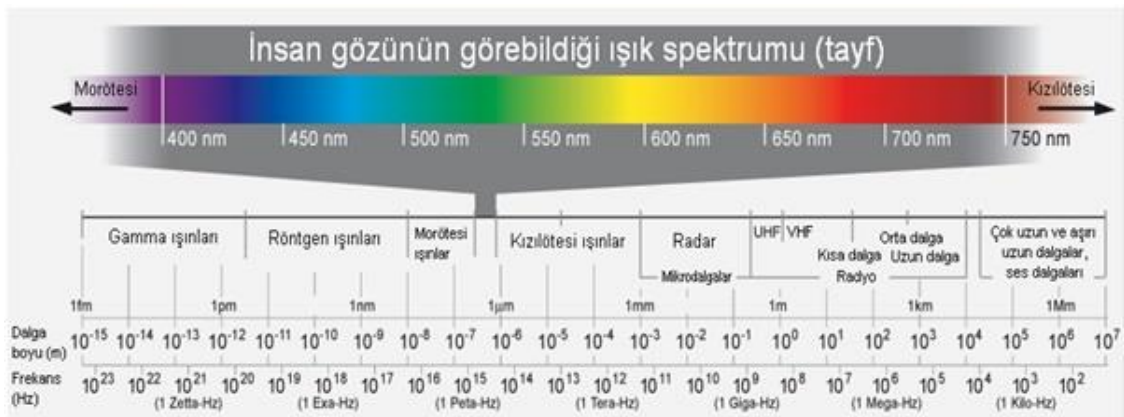 İnsan gözünün görebildiği ışık spektrumu (tayf)
Morötesi Kızılötesi
400 nm 450 nm 500 nm 550 nm 600 nm 650 nm 700 nm 750 nm
Gamma ışınları Röntgen ışınları Morötesi ışınlar Kızılötesi ışınlar Radar UHF VHF Orta dalga Çok uzun ve aşırı
Kısa dalga Uzun dalga uzun dalgalar,
Mikrodalgalar Radyo ses dalgaları
1fm 1pm 1nm 1µm 1mm 1m 1km 1Mm
Dalga boyu (m) 10⁻¹⁵ 10⁻¹⁴ 10⁻¹³ 10⁻¹² 10⁻¹¹ 10⁻¹⁰ 10⁻⁹ 10⁻⁸ 10⁻⁷ 10⁻⁶ 10⁻⁵ 10⁻⁴ 10⁻³ 10⁻² 10⁻¹ 10⁰ 10¹ 10² 10³ 10⁴ 10⁵ 10⁶ 10⁷
Frekans (Hz) 10²³ 10²² 10²¹ 10²⁰ 10¹⁹ 10¹⁸ 10¹⁷ 10¹⁶ 10¹⁵ 10¹⁴ 10¹³ 10¹² 10¹¹ 10¹⁰ 10⁹ 10⁸ 10⁷ 10⁶ 10⁵ 10⁴ 10³ 10²
(1 Zetta-Hz) (1 Exa-Hz) (1 Peta-Hz) (1 Tera-Hz) (1 Giga-Hz) (1 Mega-Hz) (1 Kilo-Hz)